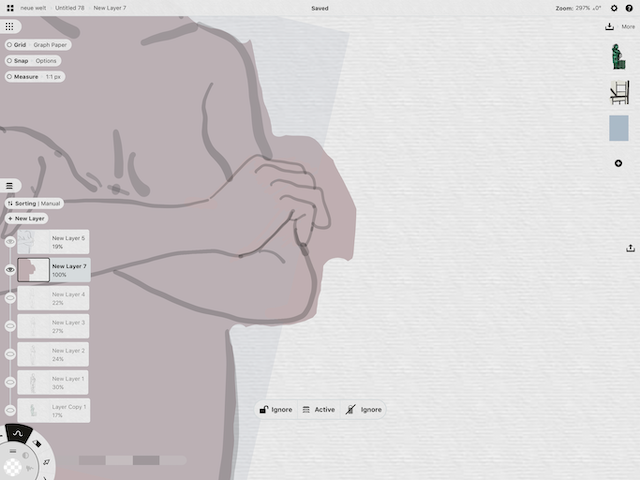 neue welt · Untitled 78 · New Layer 7
Saved
Zoom: 297% ∠0°
Grid · Graph Paper
More
Snap · Options
Measure · 1:1 px
Sorting | Manual
+ New Layer
New Layer 5
19%
New Layer 7
100%
New Layer 4
22%
New Layer 3
27%
New Layer 2
24%
New Layer 1
30%
Layer Copy 1
17%
Ignore
Active
Ignore